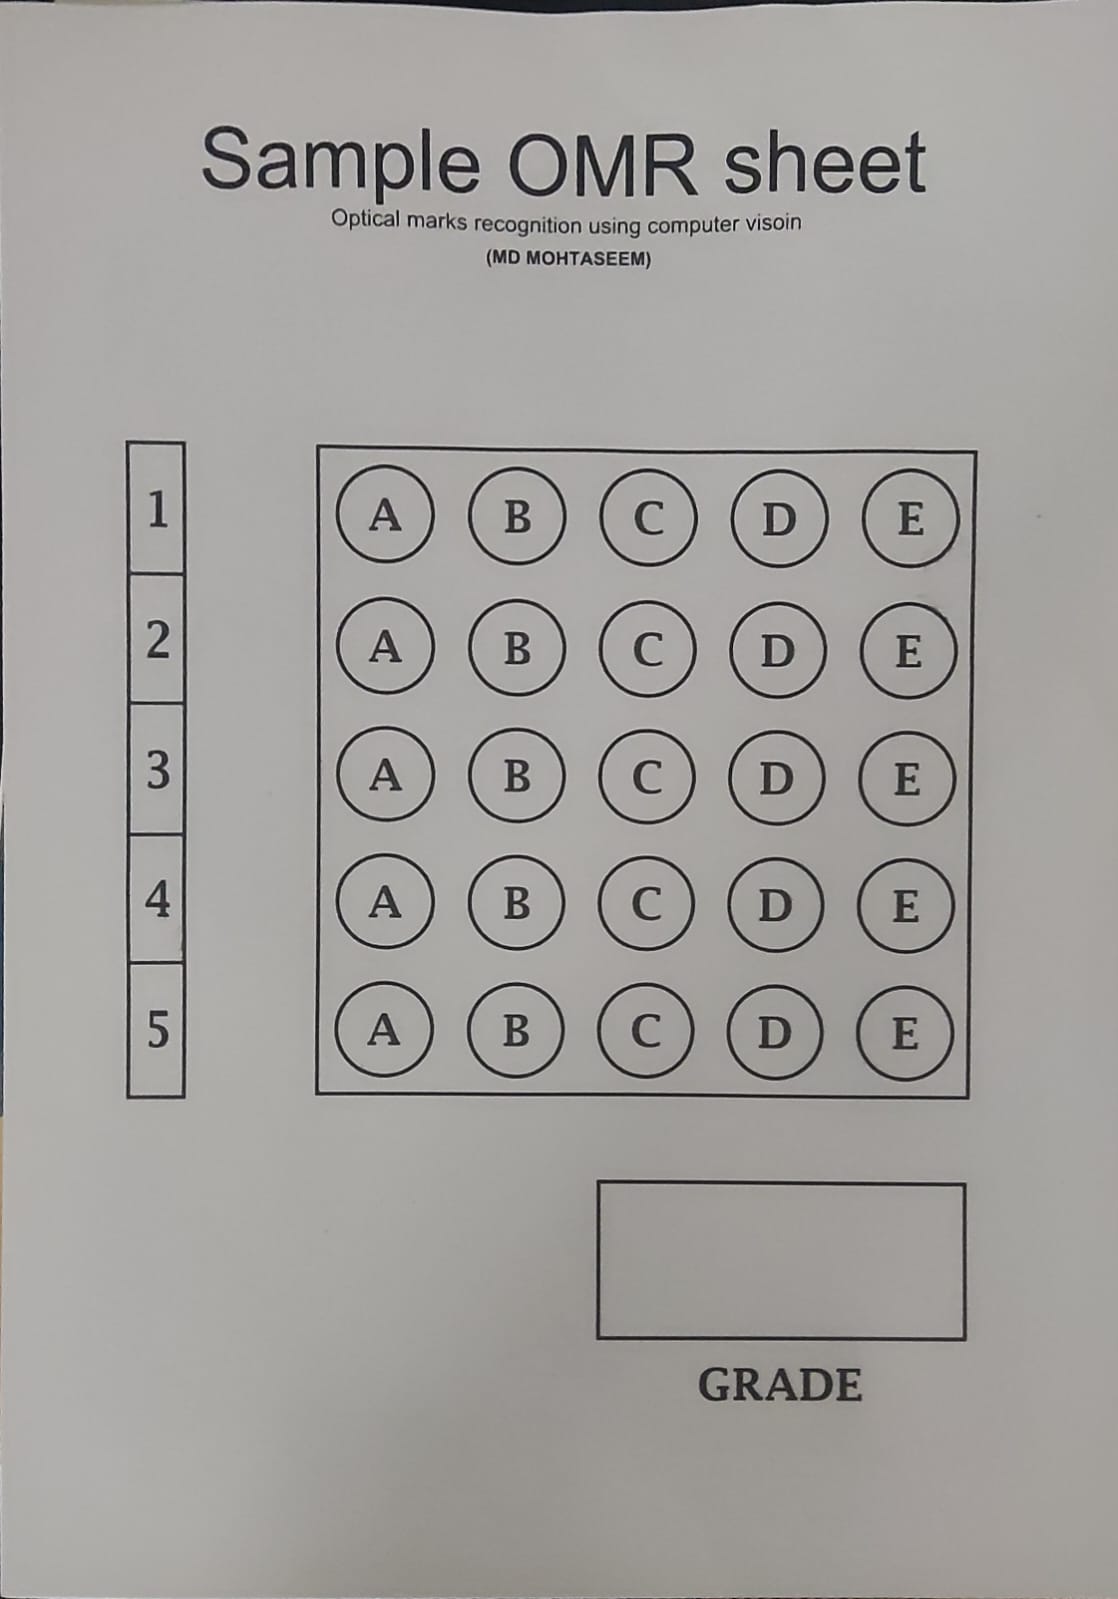 Sample OMR sheet
Optical marks recognition using computer visoin
(MD MOHTASEEM)
1 A B C D E
2 A B C D E
3 A B C D E
4 A B C D E
5 A B C D E
GRADE